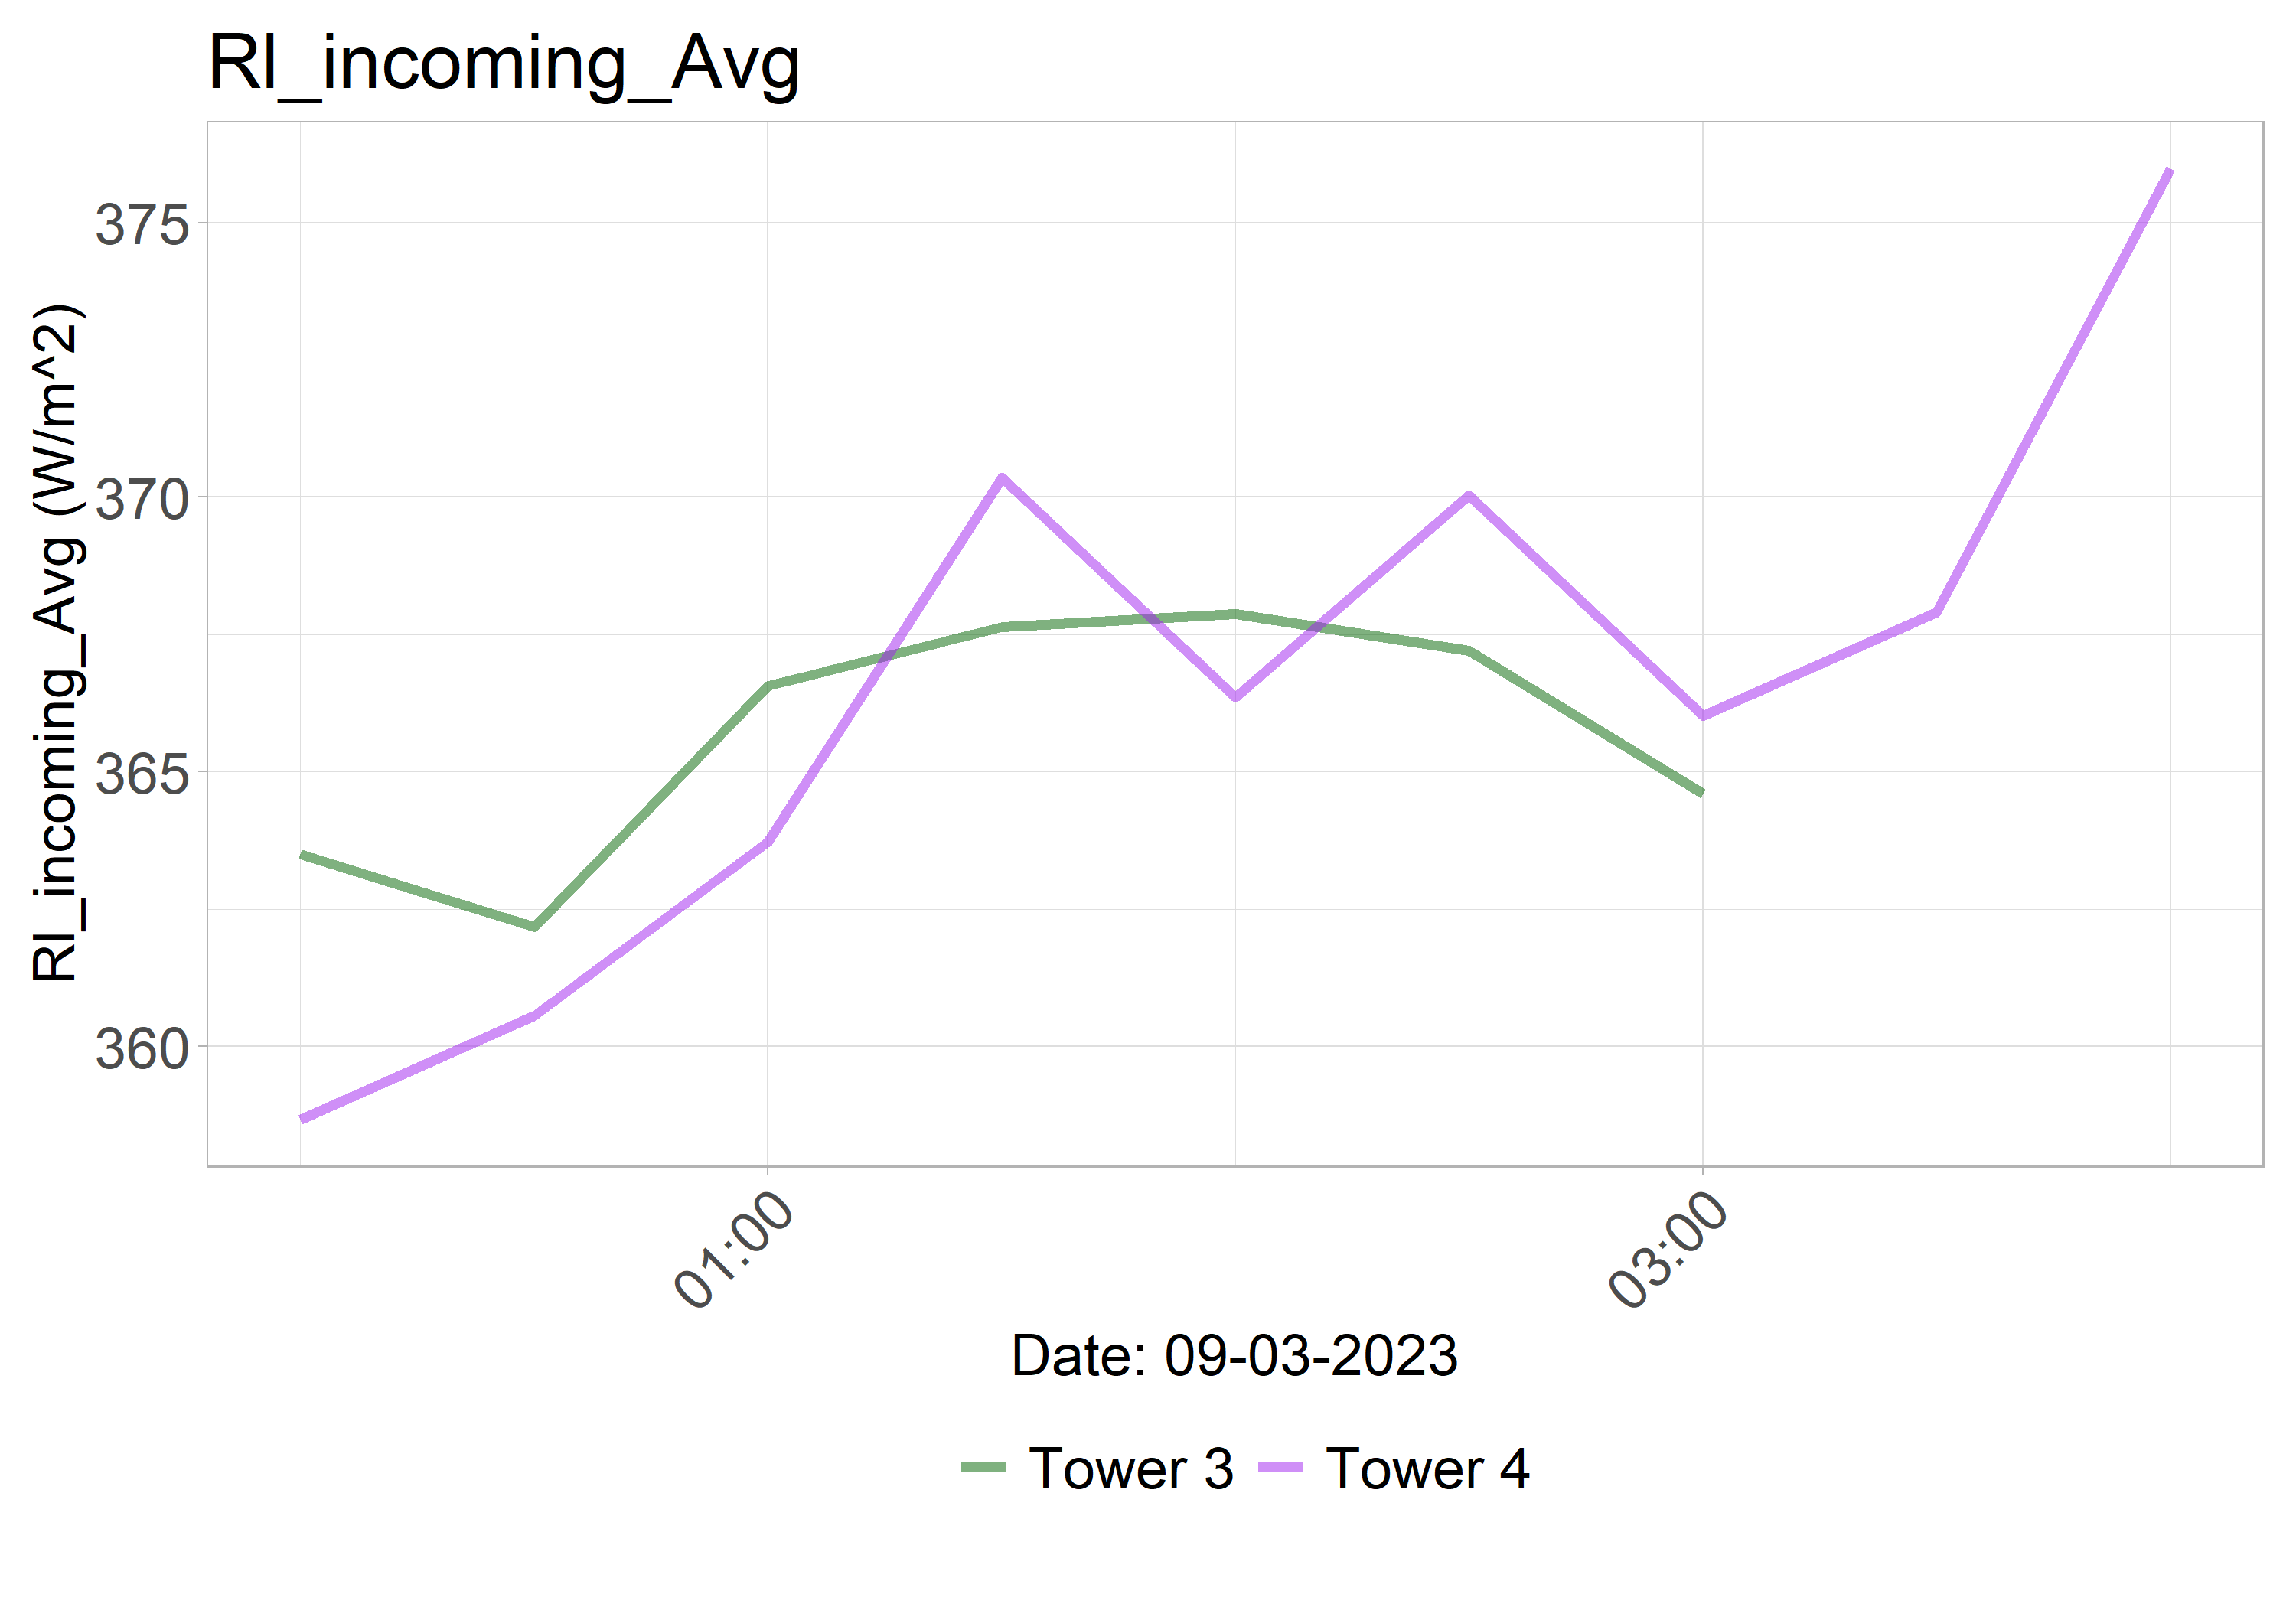 Rl_incoming_Avg
Rl_incoming_Avg (W/m^2)
375
370
365
360
01:00
03:00
Date: 09-03-2023
Tower 3
Tower 4